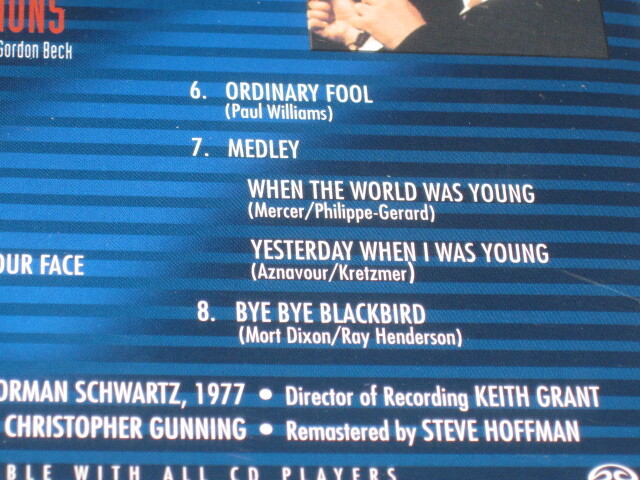 Gordon Beck
6. ORDINARY FOOL
(Paul Williams)
7. MEDLEY
WHEN THE WORLD WAS YOUNG
(Mercer/Philippe-Gerard)
YESTERDAY WHEN I WAS YOUNG
(Aznavour/Kretzmer)
OUR FACE
8. BYE BYE BLACKBIRD
(Mort Dixon/Ray Henderson)
ORMAN SCHWARTZ, 1977 • Director of Recording KEITH GRANT
CHRISTOPHER GUNNING • Remastered by STEVE HOFFMAN
BLE WITH ALL CD PLAYERS